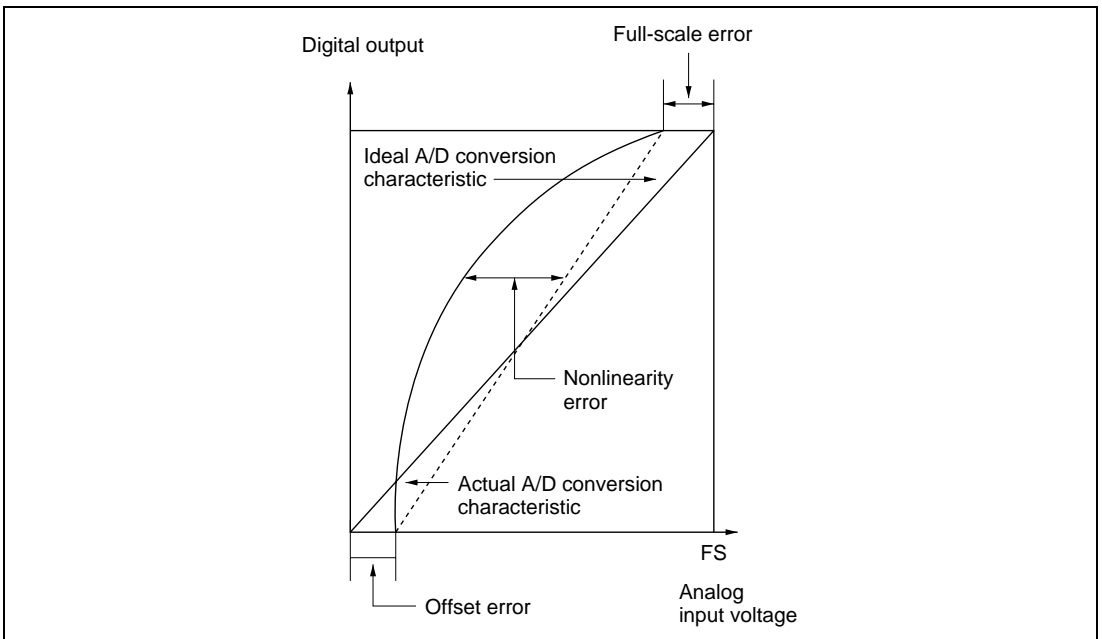 Full-scale error
Digital output
Ideal A/D conversion
characteristic
Nonlinearity
error
Actual A/D conversion
characteristic
FS
Offset error
Analog
input voltage